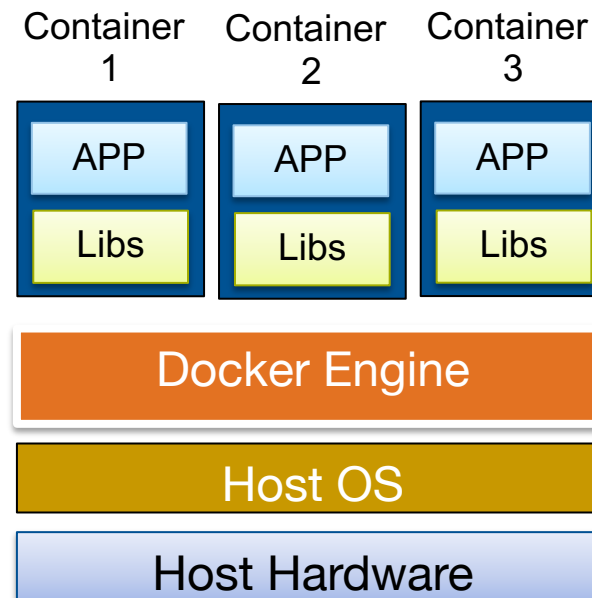 Container
1
Container
2
Container
3
APP
APP
APP
Libs
Libs
Libs
Docker Engine
Host OS
Host Hardware